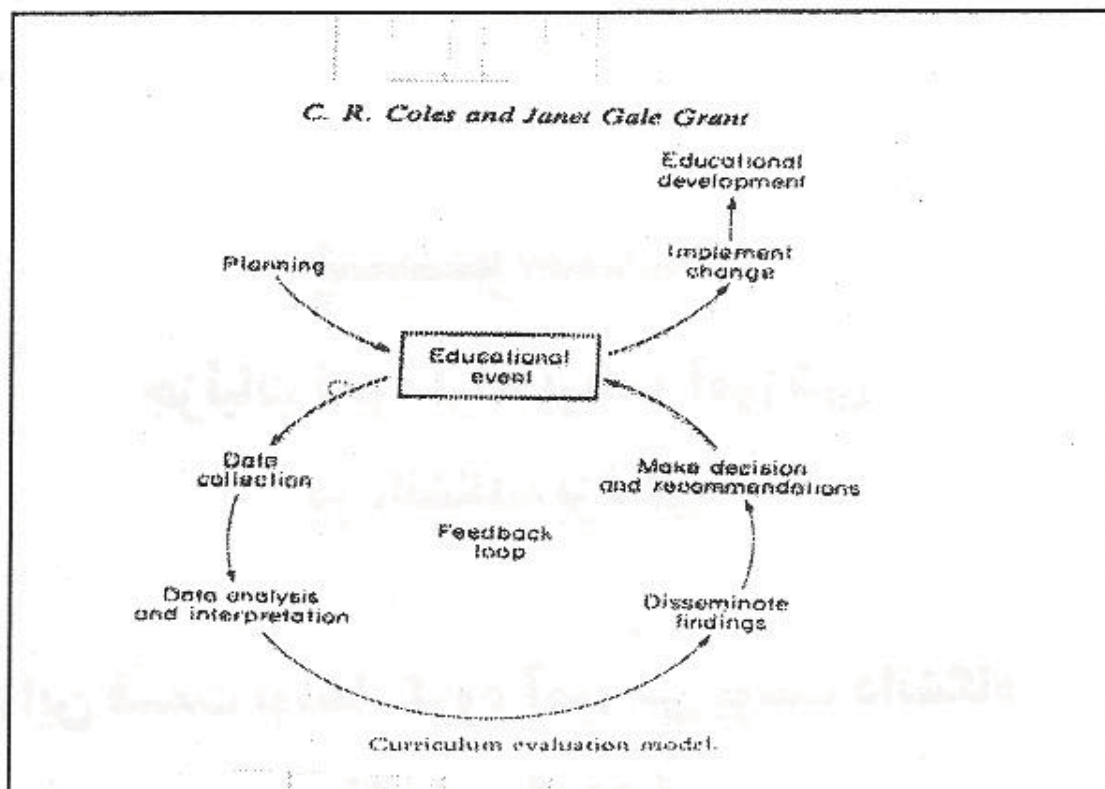 C. R. Coles and Janet Gale Grant
Educational
development
Implement
change
Planning
Educational
event
Data
collection
Make decision
and recommendations
Feedback
loop
Data analysis
and interpretation
Disseminate
findings
Curriculum evaluation model.